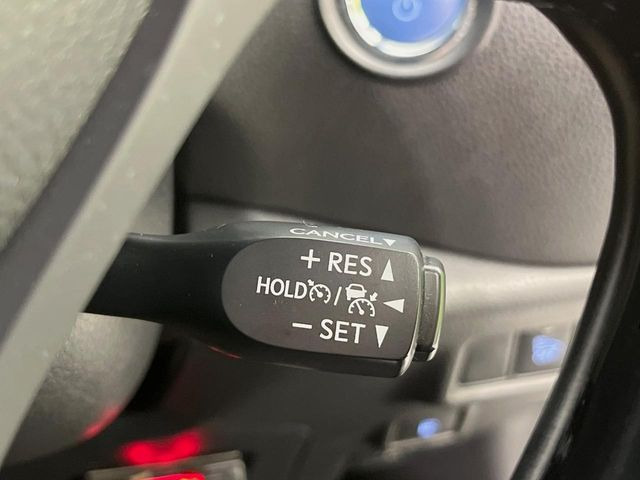 CANCEL▼
+ RES ▲
HOLD / ◀
− SET ▼